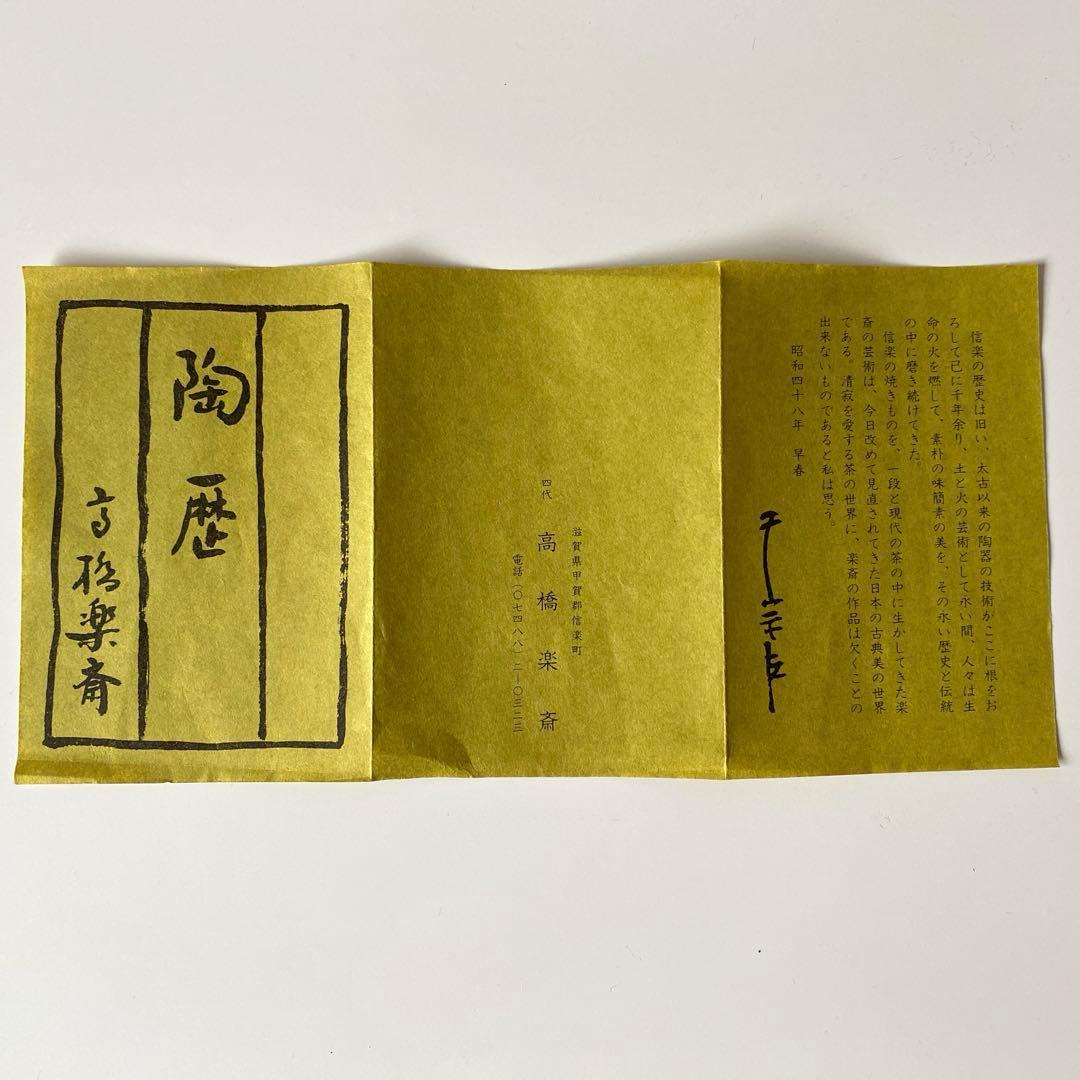 信楽の歴史は旧い、太古以来の陶器の技術がここに根をお
ろして已に千年余り、土と火の芸術として永い間、人々は生
命の火を燃して、素朴の味簡素の美を、その永い歴史と伝統
の中に磨き続けてきた。
信楽の焼きものを、一段と現代の茶の中に生かしてきた楽
斎の芸術は、今日改めて見直されてきた日本の古典美の世界
である。清寂を愛する茶の世界に、楽斎の作品は欠くことの
出来ないものであると私は思う。
昭和四十八年 早春
滋賀県甲賀郡信楽町
四代 高橋楽斎
電話(〇七四八八)二―〇三二三
陶歴
高橋楽斎